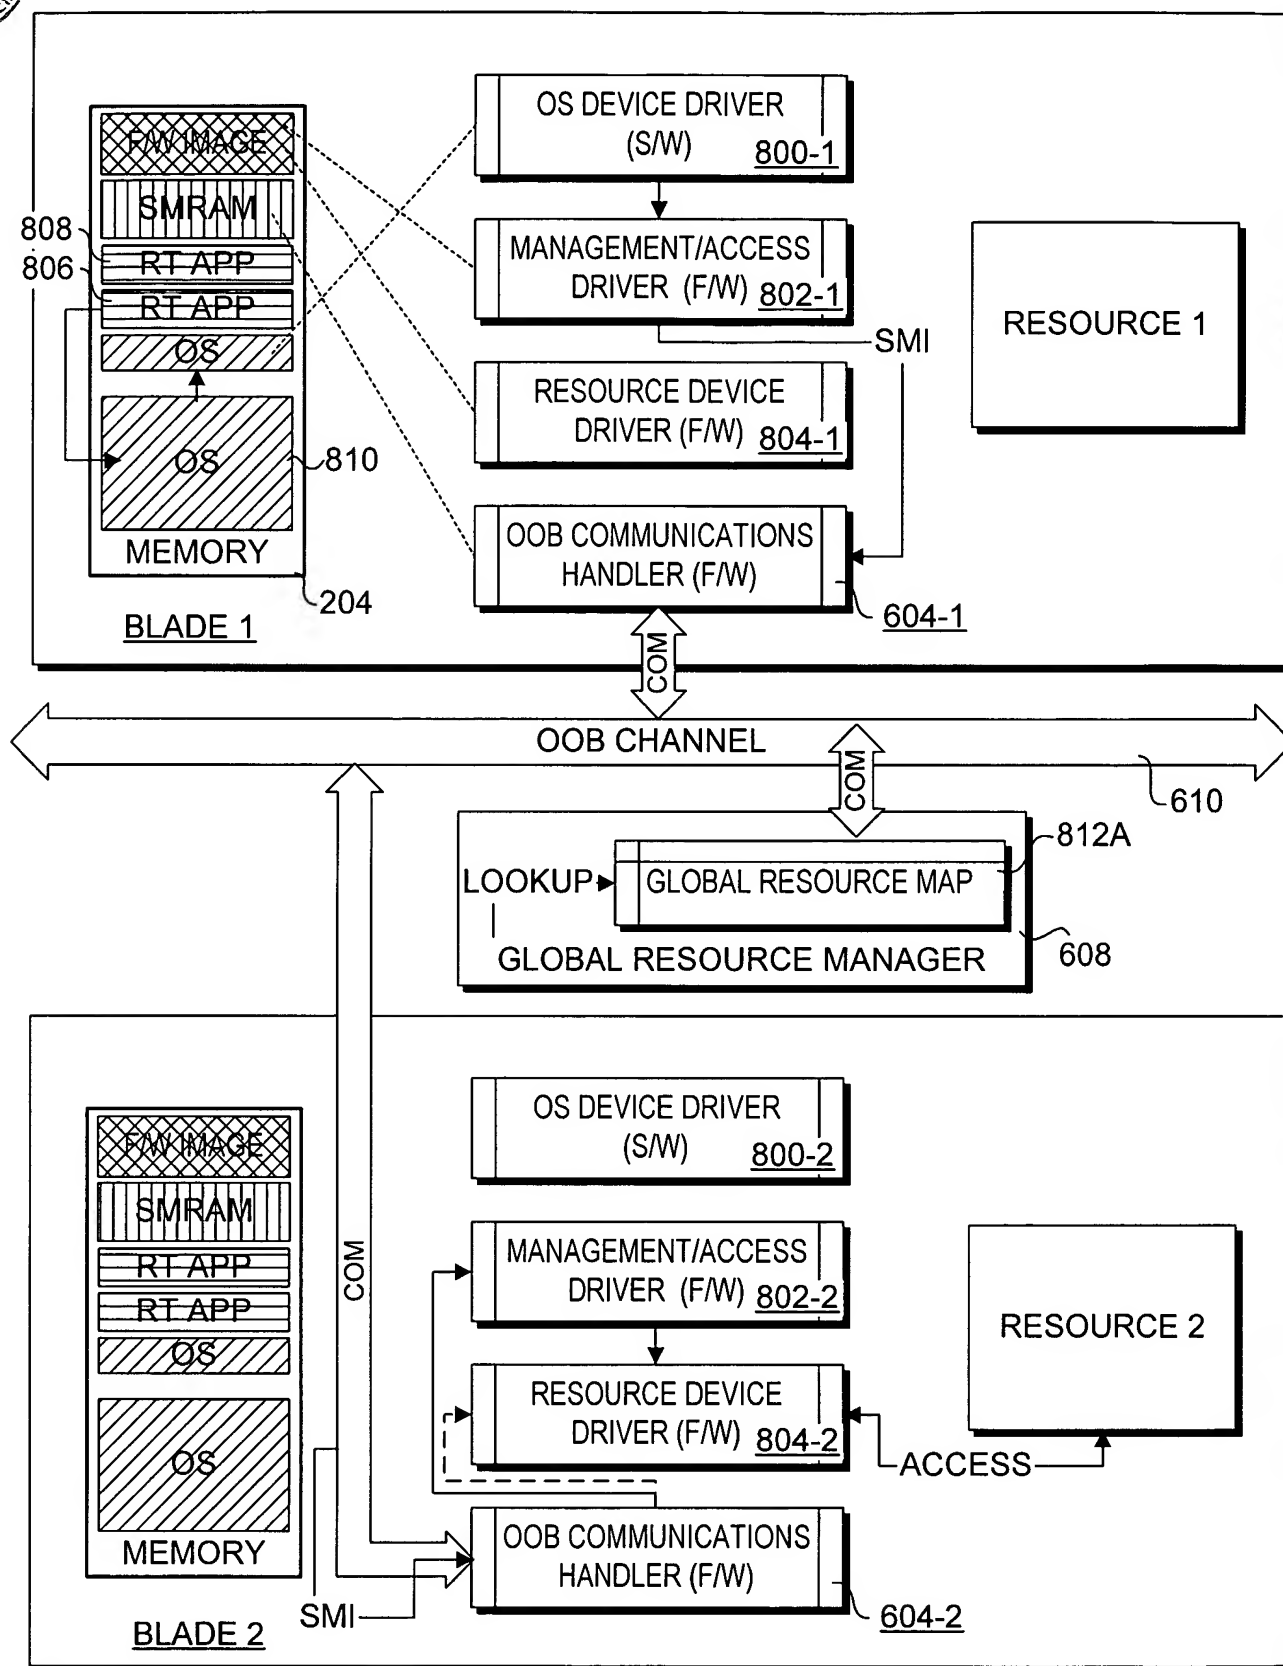 OS DEVICE DRIVER
(S/W) 800-1
F/W IMAGE
SMRAM
808
RT APP
806
RT APP
OS
OS
810
MEMORY
204
BLADE 1
MANAGEMENT/ACCESS
DRIVER (F/W) 802-1
SMI
RESOURCE DEVICE
DRIVER (F/W) 804-1
OOB COMMUNICATIONS
HANDLER (F/W)
604-1
RESOURCE 1
COM
OOB CHANNEL
COM
610
812A
LOOKUP
GLOBAL RESOURCE MAP
608
GLOBAL RESOURCE MANAGER
COM
OS DEVICE DRIVER
(S/W) 800-2
F/W IMAGE
SMRAM
RT APP
RT APP
OS
OS
MEMORY
BLADE 2
MANAGEMENT/ACCESS
DRIVER (F/W) 802-2
RESOURCE DEVICE
DRIVER (F/W) 804-2
RESOURCE 2
ACCESS
OOB COMMUNICATIONS
HANDLER (F/W)
SMI
604-2